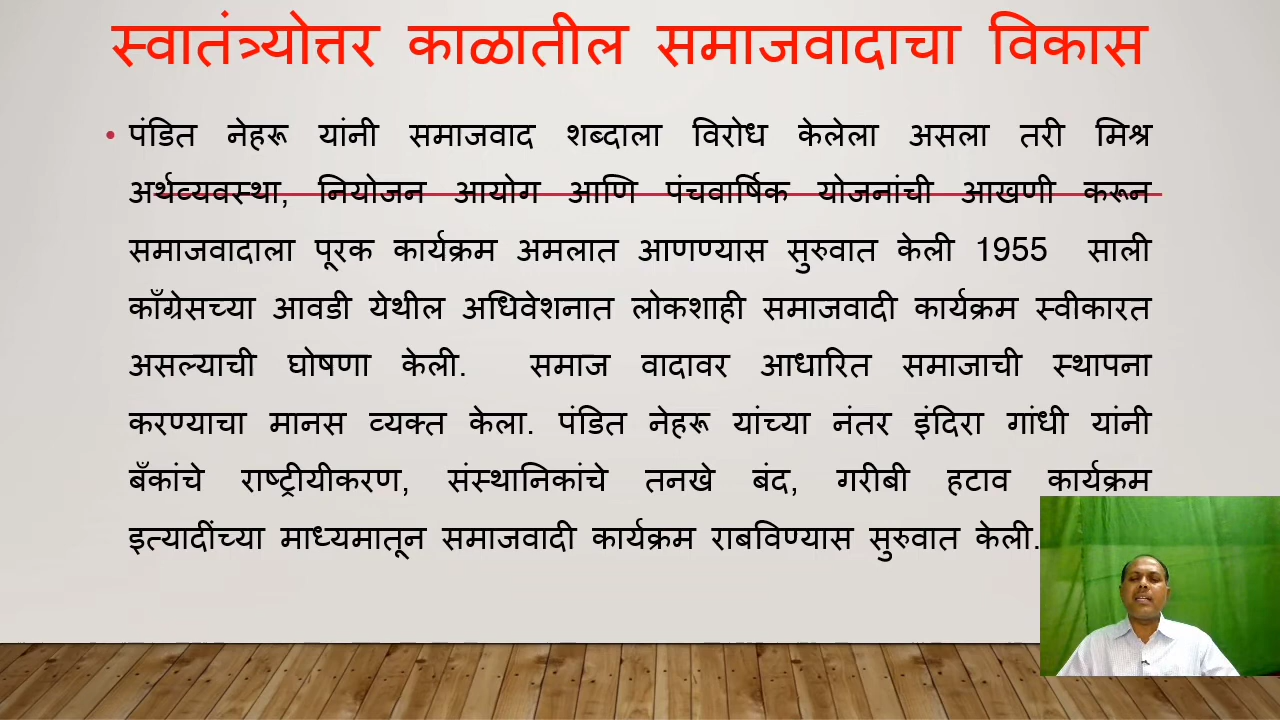 स्वातंत्र्योत्तर काळातील समाजवादाचा विकास
• पंडित नेहरू यांनी समाजवाद शब्दाला विरोध केलेला असला तरी मिश्र
अर्थव्यवस्था, नियोजन आयोग आणि पंचवार्षिक योजनांची आखणी करून
समाजवादाला पूरक कार्यक्रम अमलात आणण्यास सुरुवात केली 1955 साली
काँग्रेसच्या आवडी येथील अधिवेशनात लोकशाही समाजवादी कार्यक्रम स्वीकारत
असल्याची घोषणा केली. समाज वादावर आधारित समाजाची स्थापना
करण्याचा मानस व्यक्त केला. पंडित नेहरू यांच्या नंतर इंदिरा गांधी यांनी
बँकांचे राष्ट्रीयीकरण, संस्थानिकांचे तनखे बंद, गरीबी हटाव कार्यक्रम
इत्यादींच्या माध्यमातून समाजवादी कार्यक्रम राबविण्यास सुरुवात केली.